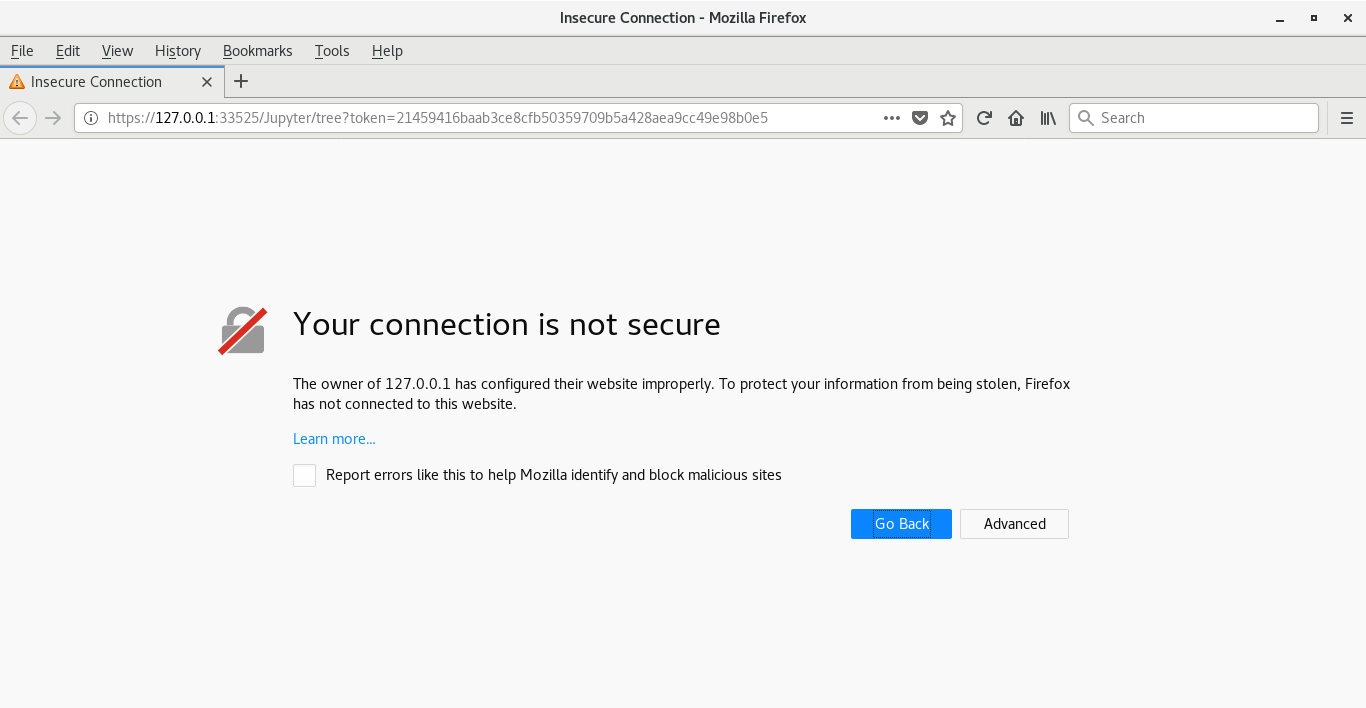 Insecure Connection - Mozilla Firefox
File Edit View History Bookmarks Tools Help
Insecure Connection
https://127.0.0.1:33525/Jupyter/tree?token=21459416baab3ce8cfb50359709b5a428aea9cc49e98b0e5 Search
Your connection is not secure
The owner of 127.0.0.1 has configured their website improperly. To protect your information from being stolen, Firefox
has not connected to this website.
Learn more...
Report errors like this to help Mozilla identify and block malicious sites
Go Back Advanced